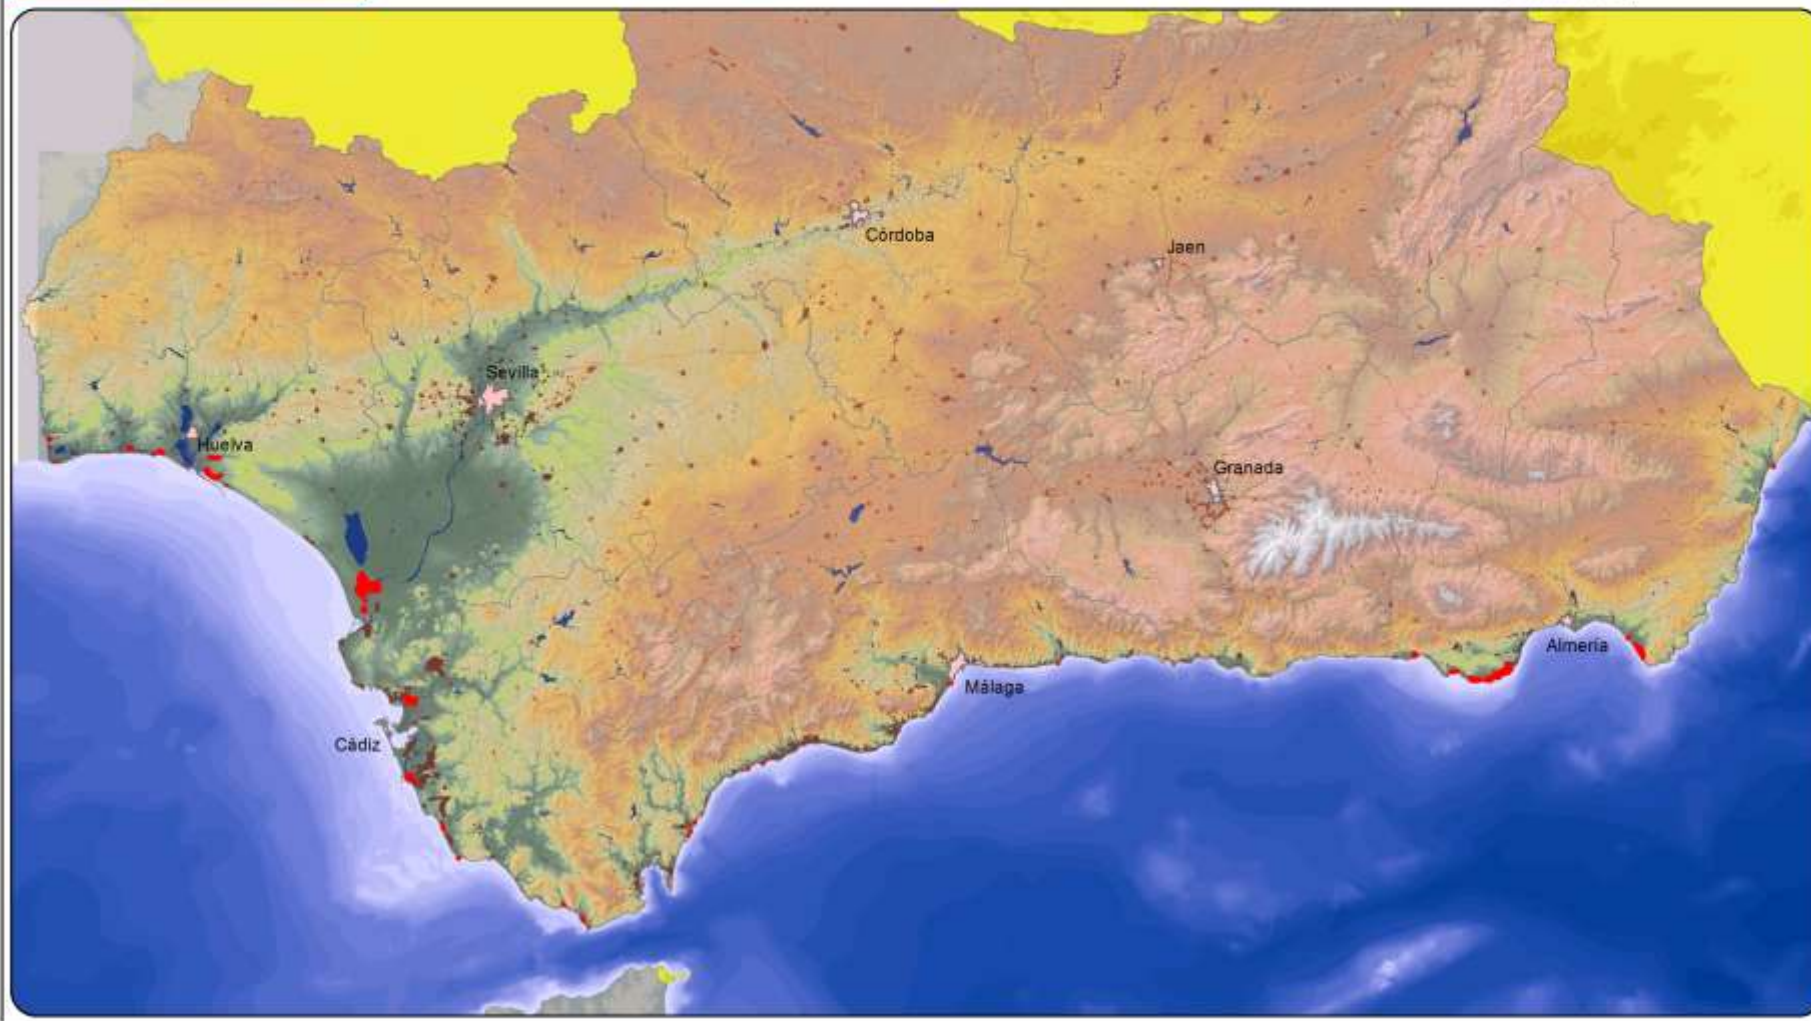 Córdoba
Jaen
Sevilla
Huelva
Granada
Almería
Málaga
Cádiz